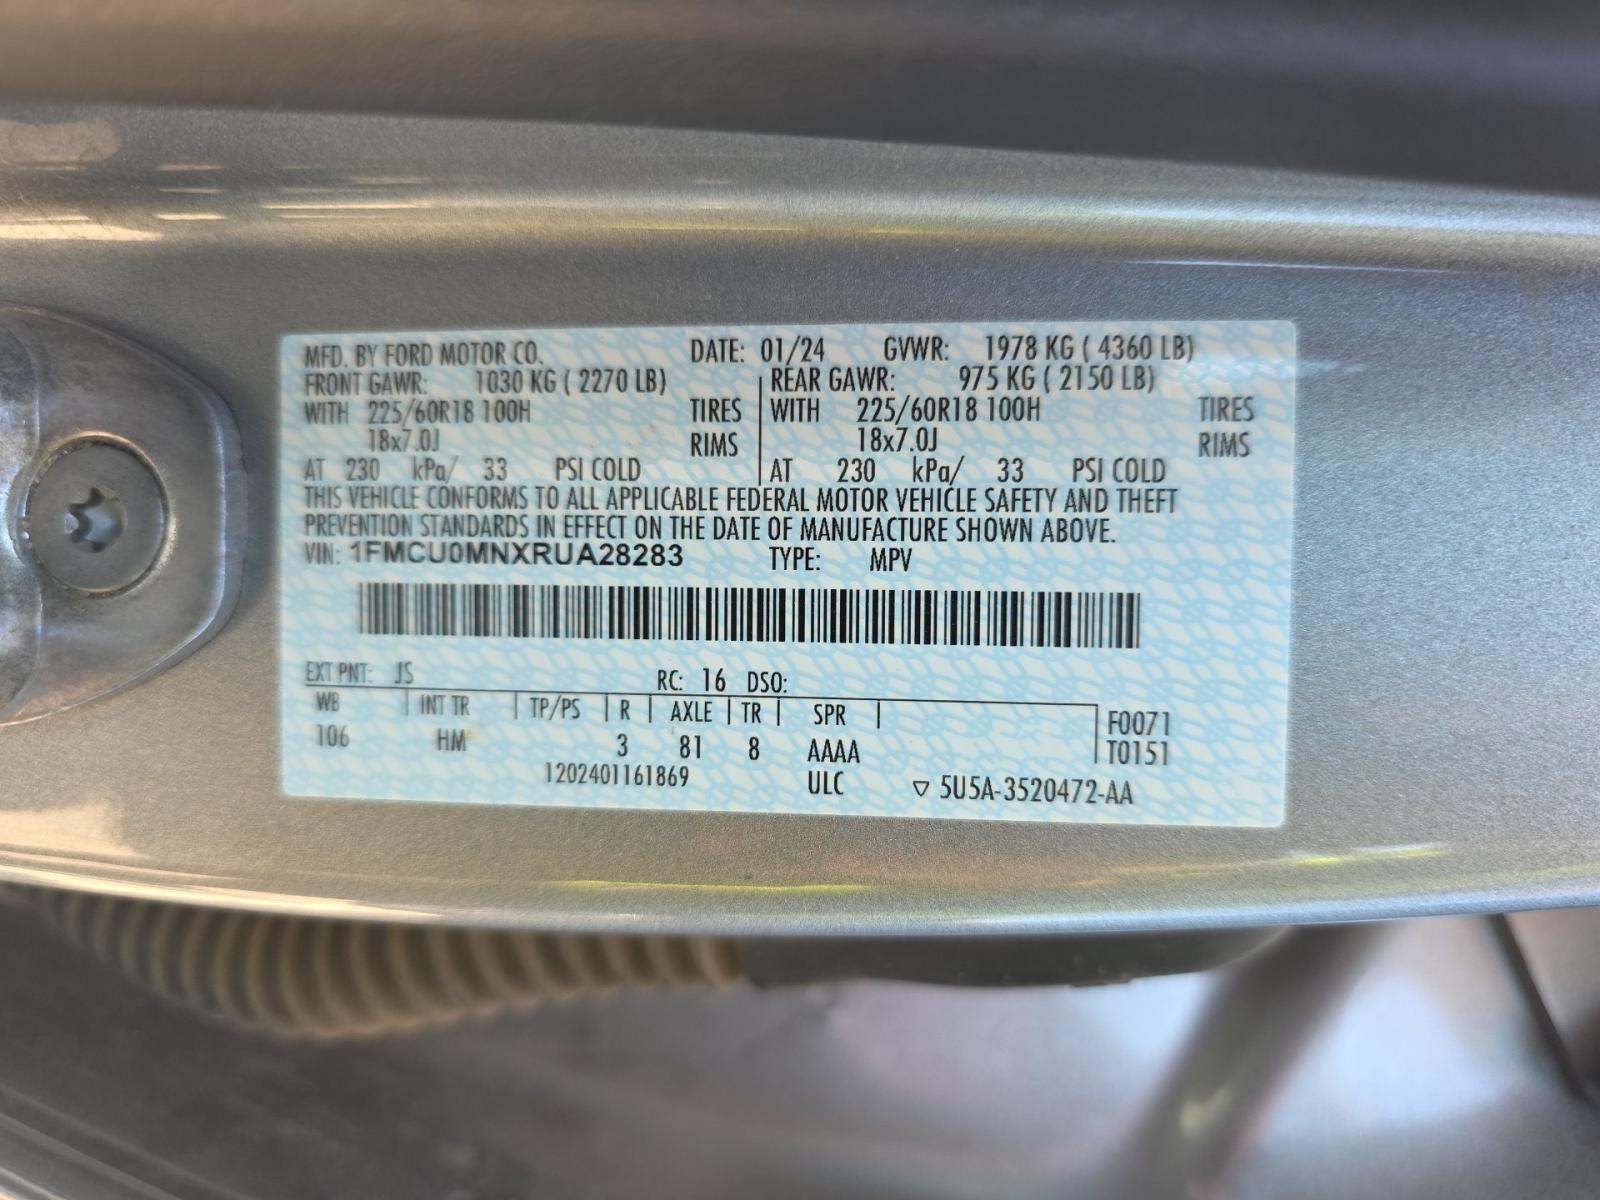 MFD. BY FORD MOTOR CO. DATE: 01/24 GVWR: 1978 KG ( 4360 LB)
FRONT GAWR: 1030 KG ( 2270 LB) REAR GAWR: 975 KG ( 2150 LB)
WITH 225/60R18 100H TIRES WITH 225/60R18 100H TIRES
18x7.0J RIMS 18x7.0J RIMS
AT 230 kPa/ 33 PSI COLD AT 230 kPa/ 33 PSI COLD
THIS VEHICLE CONFORMS TO ALL APPLICABLE FEDERAL MOTOR VEHICLE SAFETY AND THEFT
PREVENTION STANDARDS IN EFFECT ON THE DATE OF MANUFACTURE SHOWN ABOVE.
VIN: 1FMCU0MNXRUA28283 TYPE: MPV
EXT PNT: JS RC: 16 DSO:
WB INT TR TP/PS R AXLE TR SPR F0071
106 HM 3 81 8 AAAA T0151
1202401161869 ULC ▽ 5U5A-3520472-AA